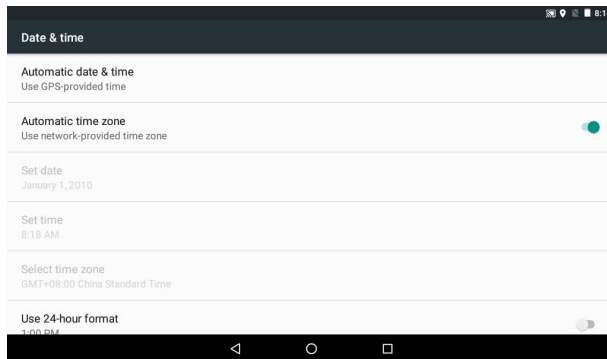 8:1
Date & time
Automatic date & time
Use GPS-provided time
Automatic time zone
Use network-provided time zone
Set date
January 1, 2010
Set time
8:18 AM
Select time zone
GMT+08:00 China Standard Time
Use 24-hour format
1:00 PM